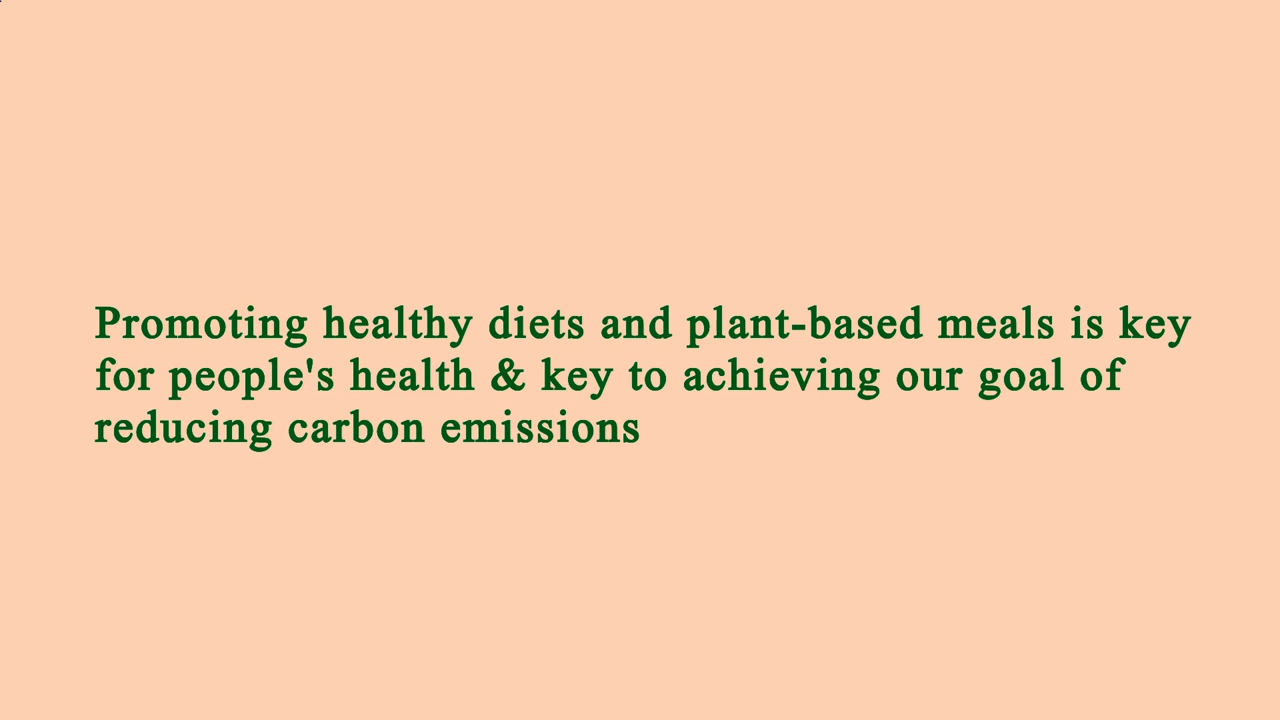 Promoting healthy diets and plant-based meals is key
for people's health & key to achieving our goal of
reducing carbon emissions